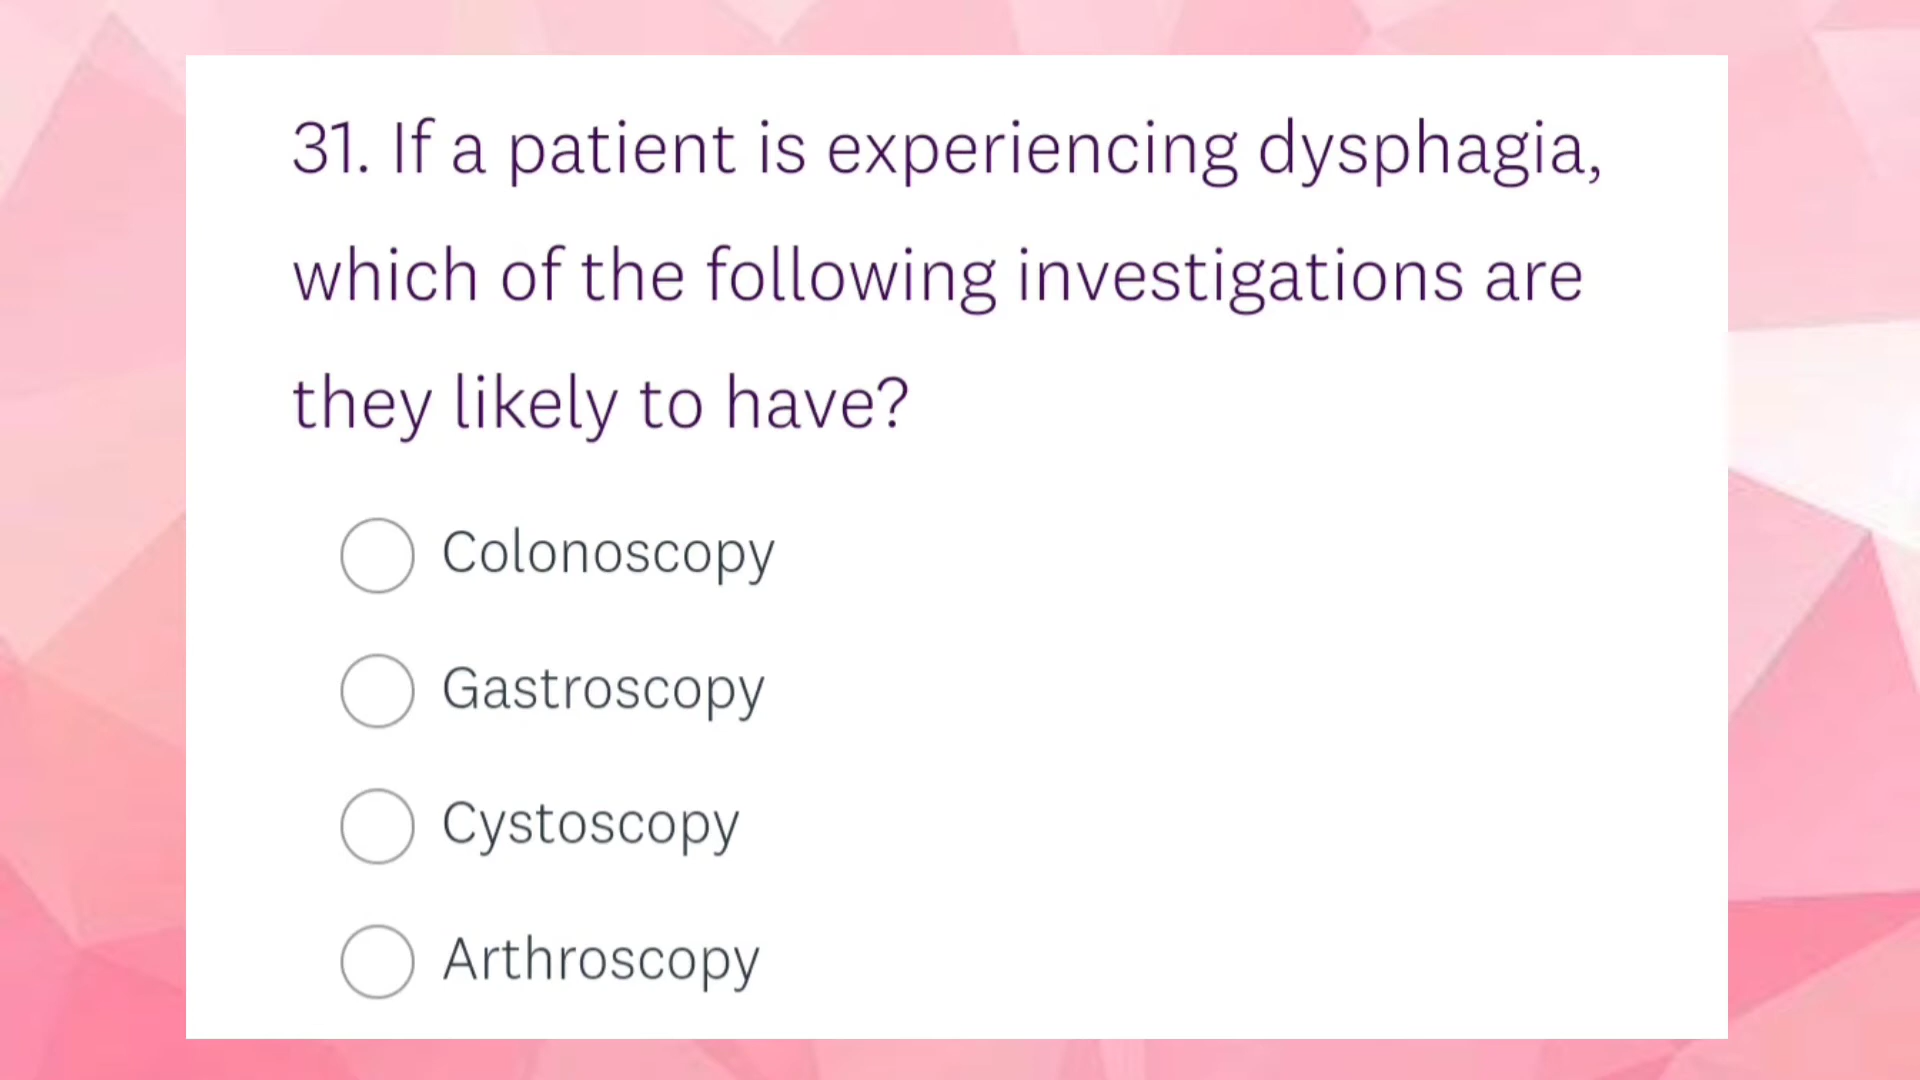 31. If a patient is experiencing dysphagia,
which of the following investigations are
they likely to have?
Colonoscopy
Gastroscopy
Cystoscopy
Arthroscopy